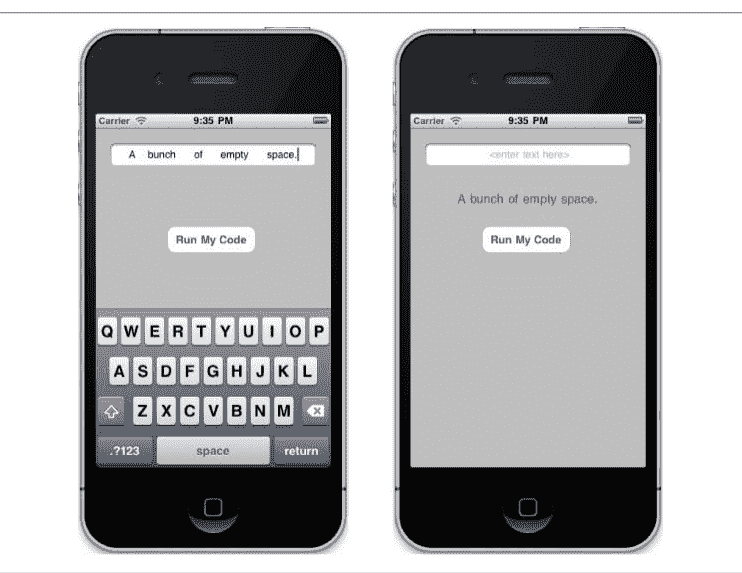 Carrier 9:35 PM
A bunch of empty space.
Run My Code
Q W E R T Y U I O P
A S D F G H J K L
Z X C V B N M
.?123 space return
Carrier 9:35 PM
<enter text here>
A bunch of empty space.
Run My Code